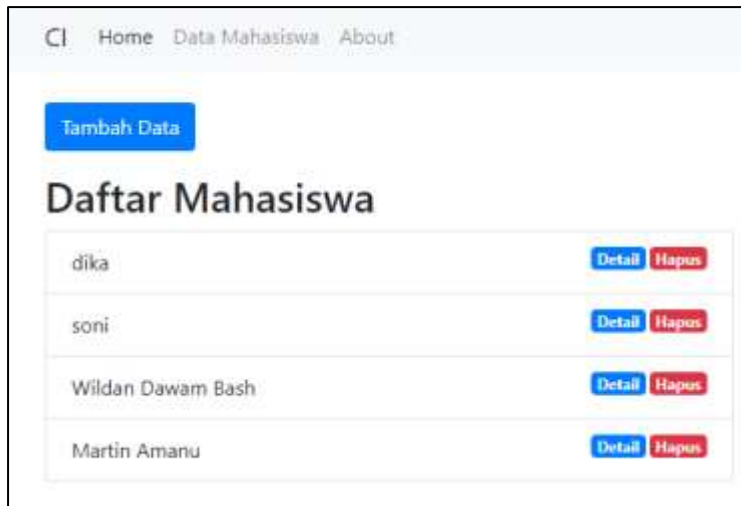 CI Home Data Mahasiswa About
Tambah Data
Daftar Mahasiswa
dika Detail Hapus
soni Detail Hapus
Wildan Dawam Bash Detail Hapus
Martin Amanu Detail Hapus